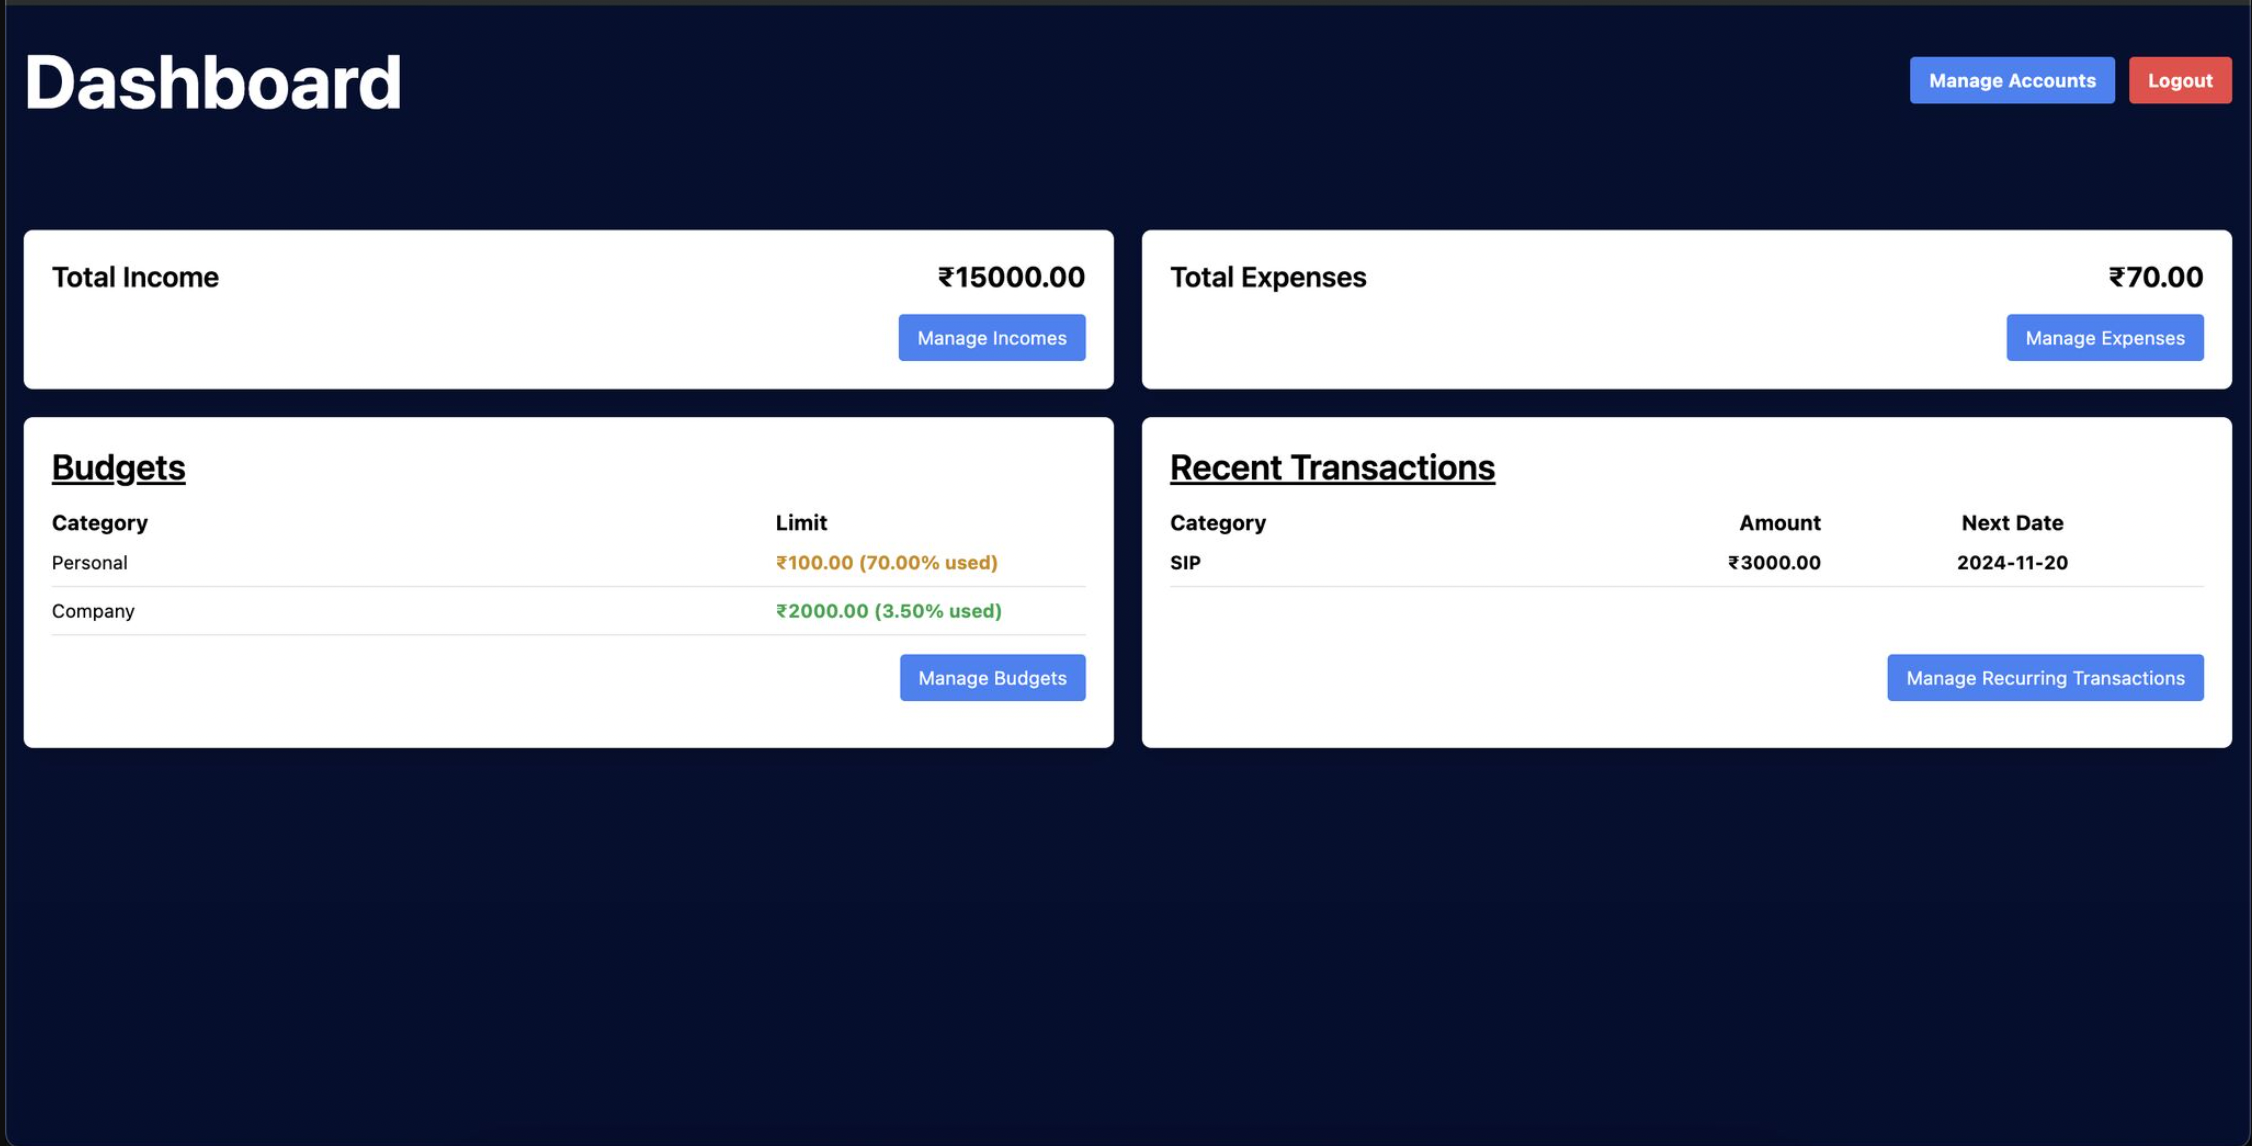 Dashboard
Manage Accounts Logout
Total Income ₹15000.00
Manage Incomes
Total Expenses ₹70.00
Manage Expenses
Budgets
Category Limit
Personal ₹100.00 (70.00% used)
Company ₹2000.00 (3.50% used)
Manage Budgets
Recent Transactions
Category Amount Next Date
SIP ₹3000.00 2024-11-20
Manage Recurring Transactions